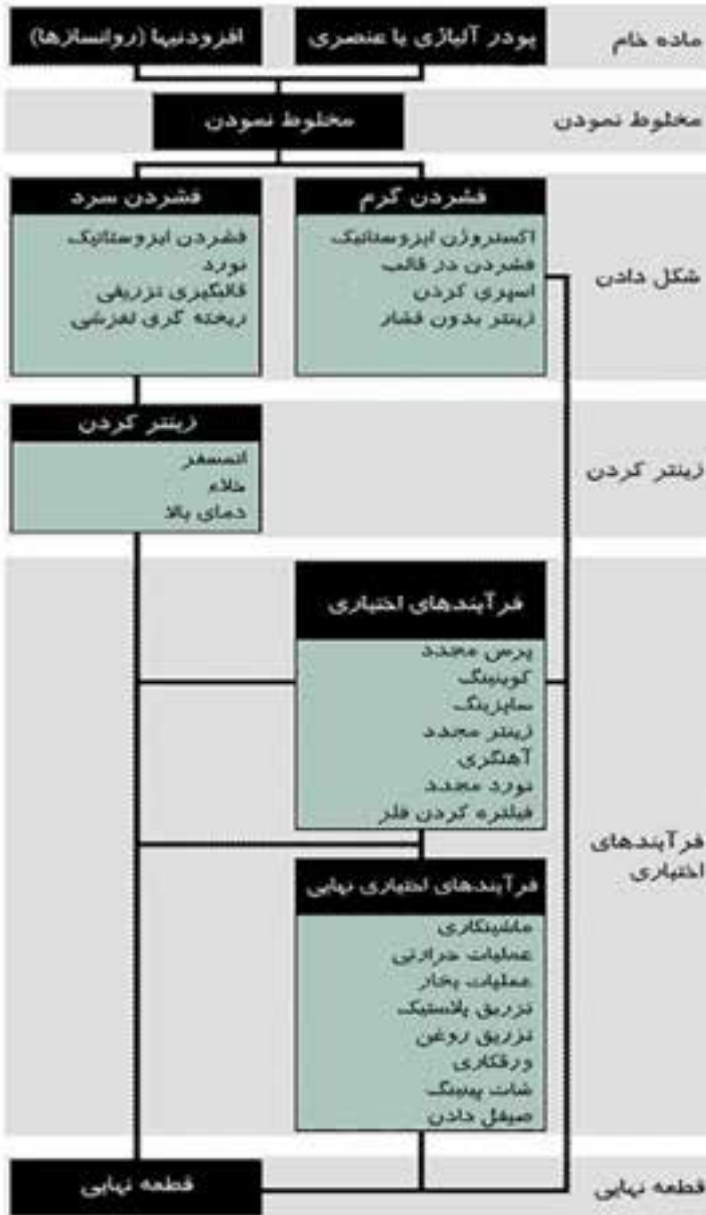 ماده خام
پودر آلیاژی یا عنصری
افزودنیها (روانسازها)
مخلوط نمودن
مخلوط نمودن
شکل دادن
فشردن گرم
اکستروژن ایزوستاتیک
فشردن در قالب
اسپری کردن
زینتر بدون فشار
فشردن سرد
فشردن ایزوستاتیک
نورد
قالبگیری تزریقی
ریخته گری لغزشی
زینتر کردن
زینتر کردن
اتمسفر
خلاء
دمای بالا
فرآیندهای
اختیاری
فرآیندهای اختیاری
پرس مجدد
کوینینگ
سایزینگ
زینتر مجدد
آهنگری
نورد مجدد
فیلتره کردن فلز
فرآیندهای اختیاری نهایی
ماشینکاری
عملیات حرارتی
عملیات بخار
تزریق پلاستیک
تزریق روغن
ورقکاری
شات پینینگ
صیقل دادن
قطعه نهایی
قطعه نهایی